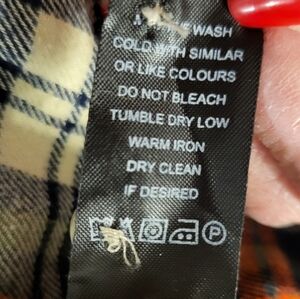 WASH
COLD WITH SIMILAR
OR LIKE COLOURS
DO NOT BLEACH
TUMBLE DRY LOW
WARM IRON
DRY CLEAN
IF DESIRED
P